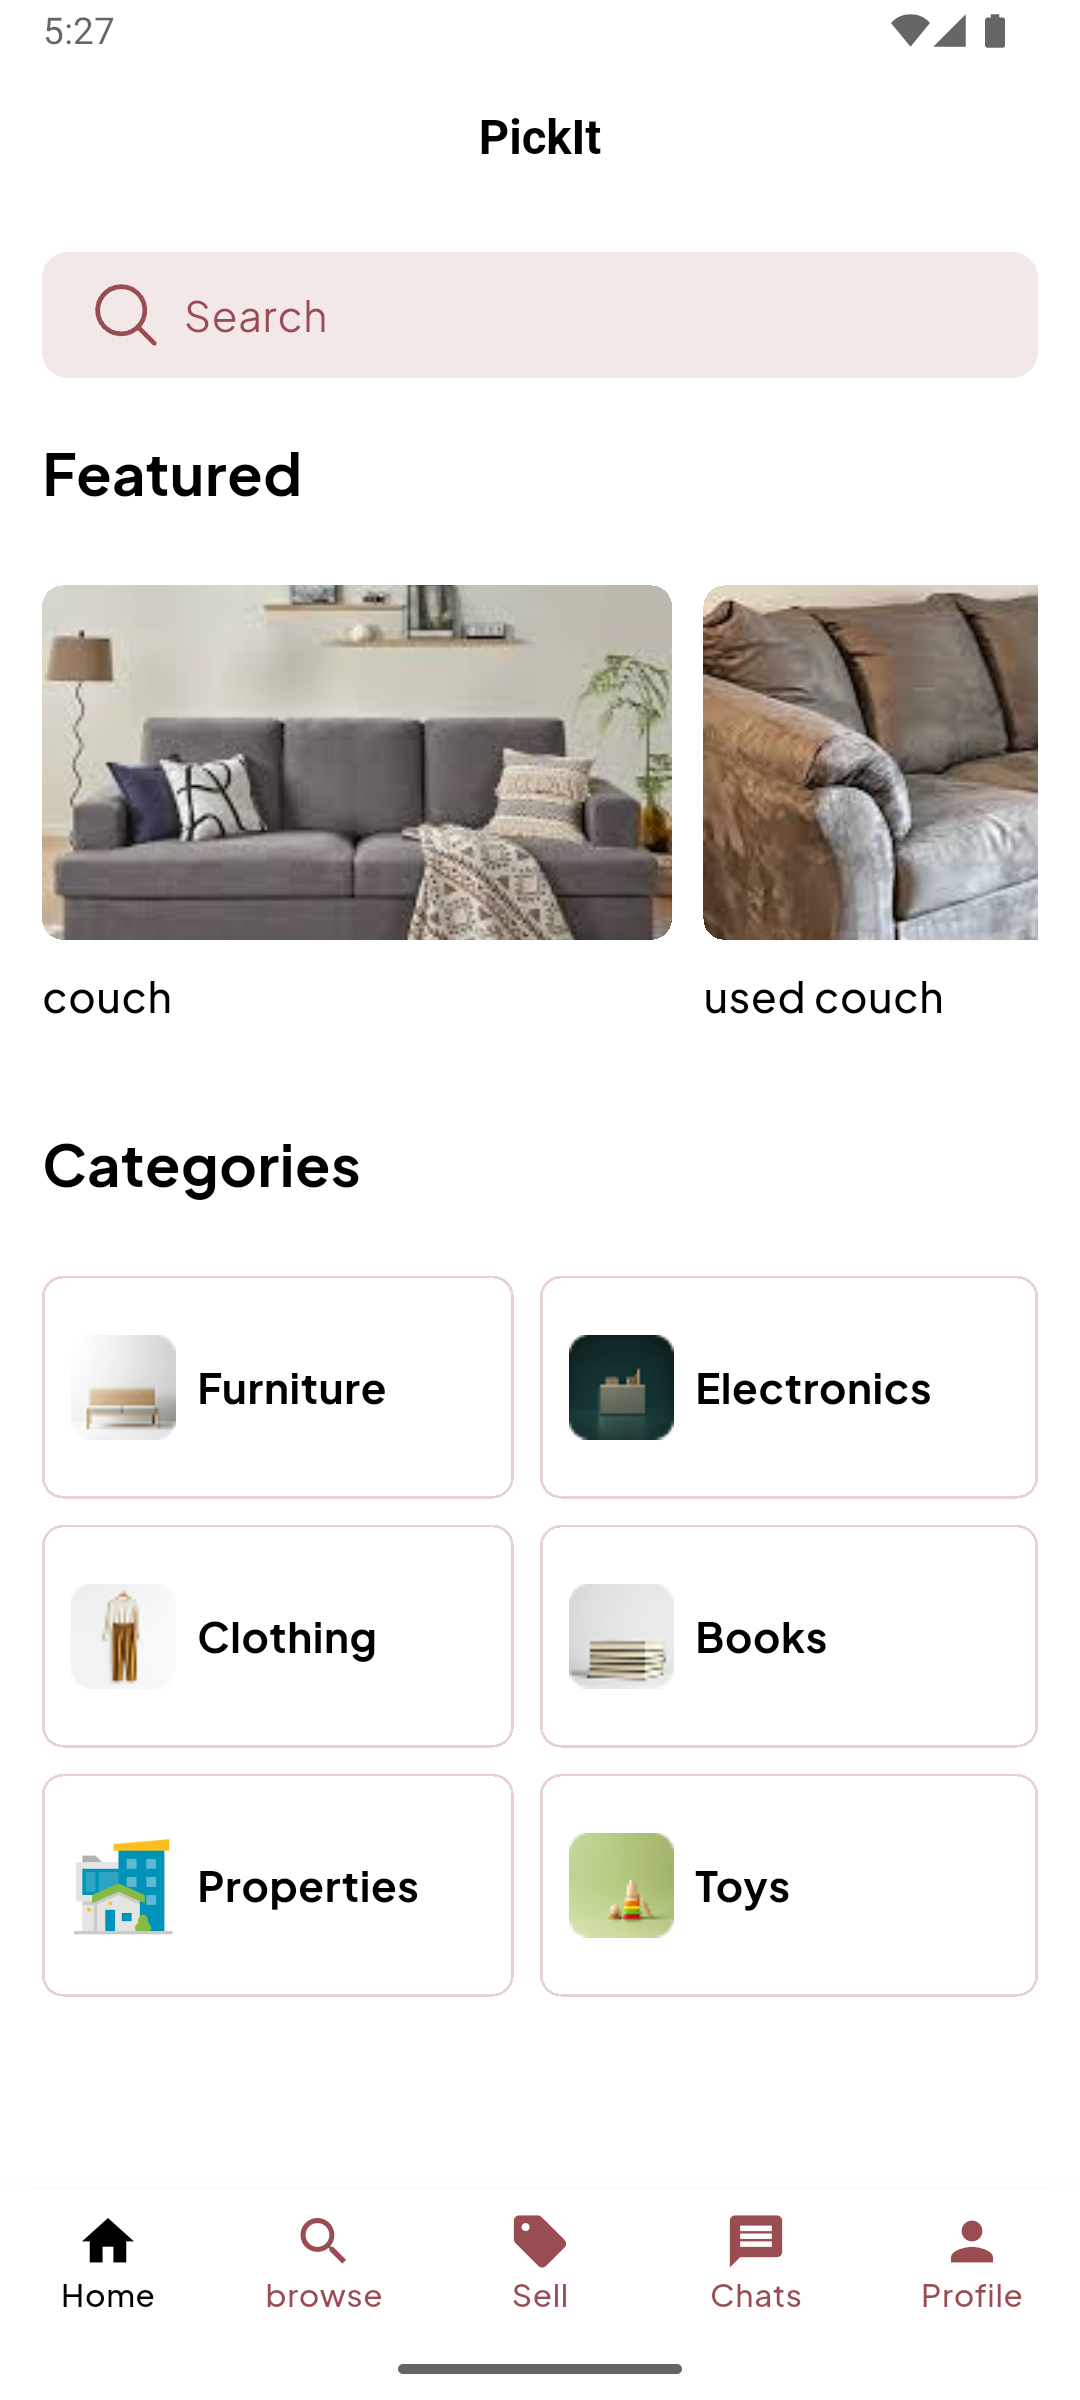 5:27
PickIt
Search
Featured
couch
used couch
Categories
Furniture
Electronics
Clothing
Books
Properties
Toys
Home
browse
Sell
Chats
Profile